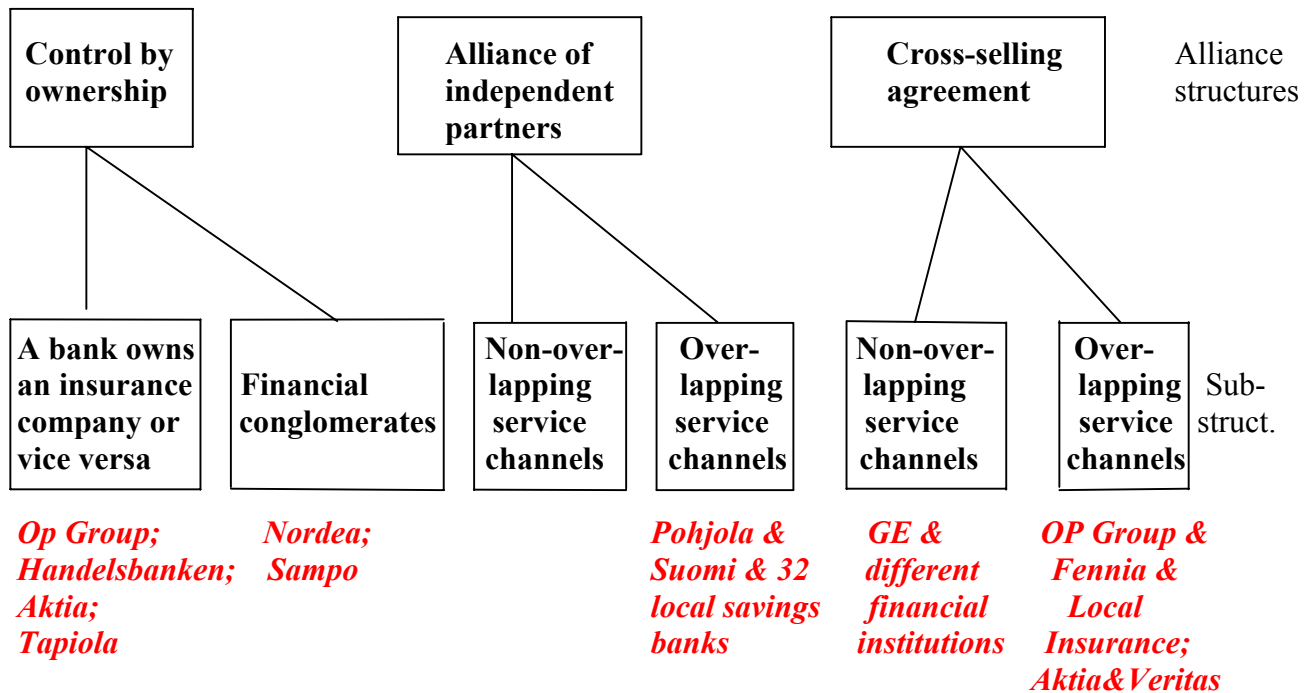 Control by
ownership
Alliance of
independent
partners
Cross-selling
agreement
Alliance
structures
A bank owns
an insurance
company or
vice versa
Financial
conglomerates
Non-over-
lapping
service
channels
Over-
lapping
service
channels
Non-over-
lapping
service
channels
Over-
lapping
service
channels
Sub-
struct.
Op Group;
Handelsbanken;
Aktia;
Tapiola
Nordea;
Sampo
Pohjola &
Suomi & 32
local savings
banks
GE &
different
financial
institutions
OP Group &
Fennia &
Local
Insurance;
Aktia&Veritas